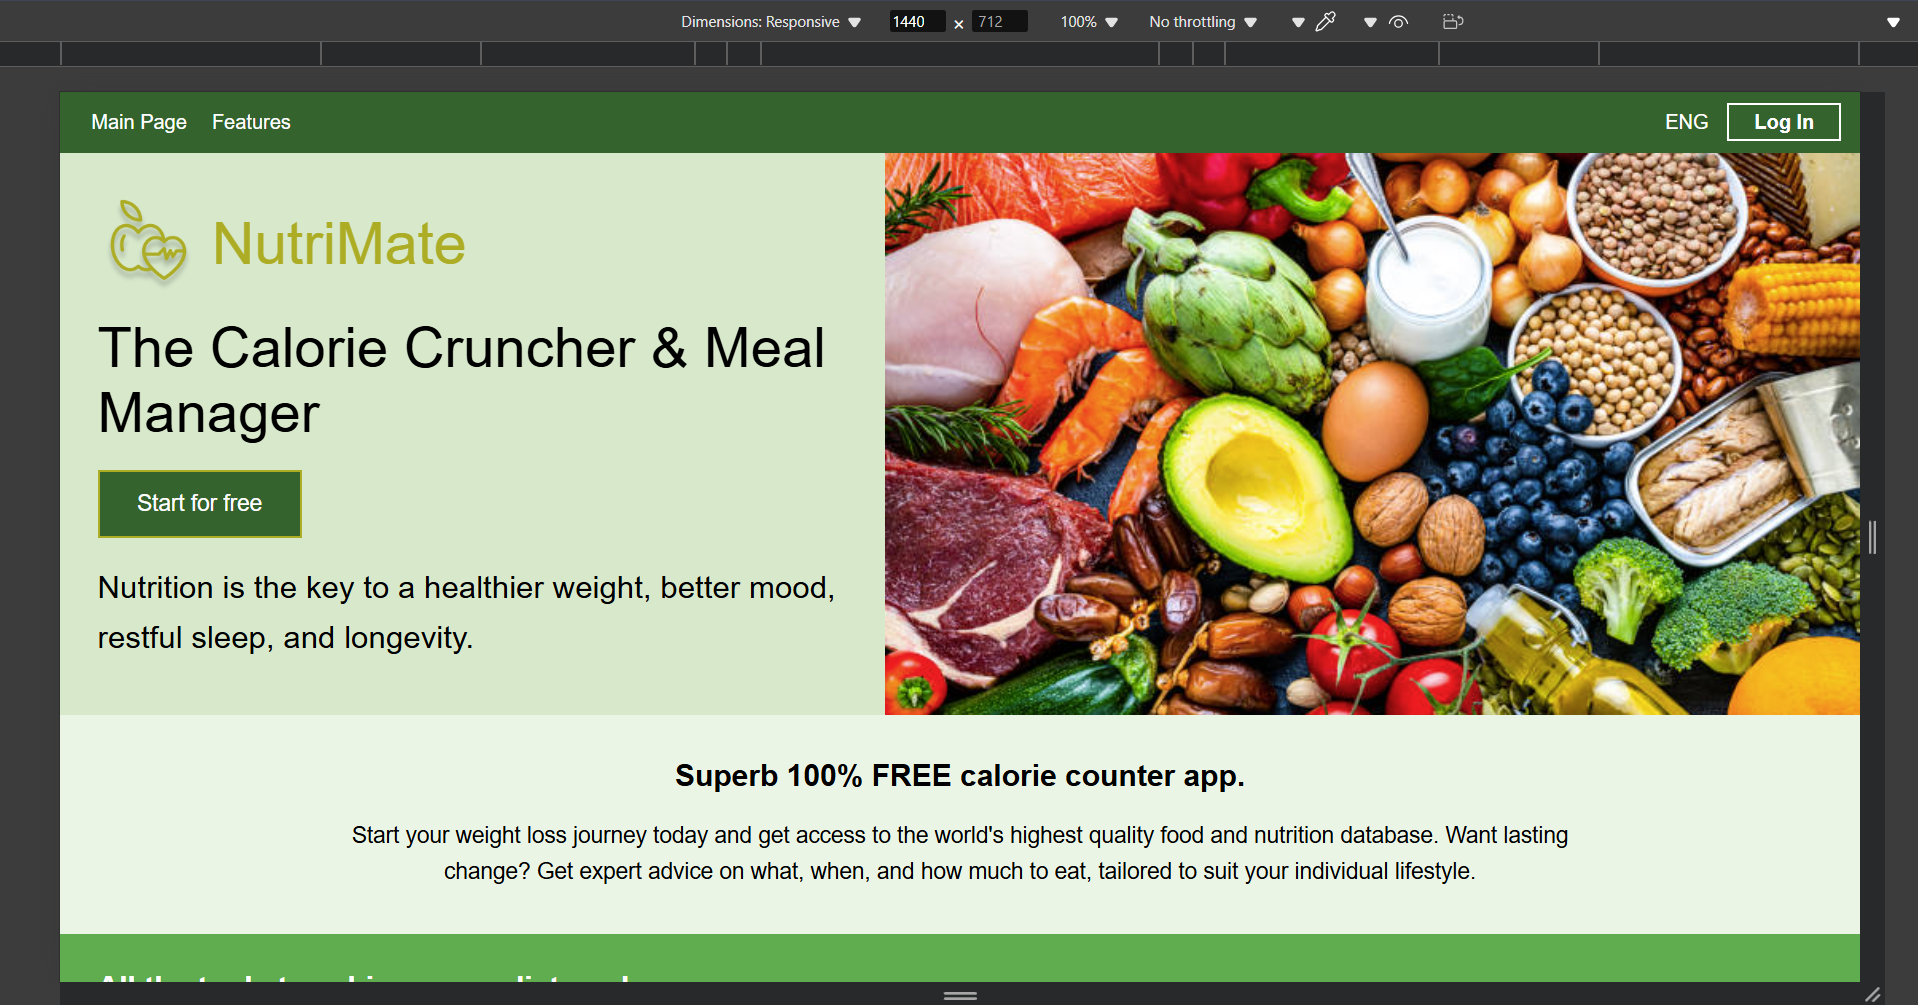 Dimensions: Responsive 1440 × 712 100% No throttling
Main Page Features ENG Log In
NutriMate
The Calorie Cruncher & Meal
Manager
Start for free
Nutrition is the key to a healthier weight, better mood,
restful sleep, and longevity.
Superb 100% FREE calorie counter app.
Start your weight loss journey today and get access to the world's highest quality food and nutrition database. Want lasting
change? Get expert advice on what, when, and how much to eat, tailored to suit your individual lifestyle.